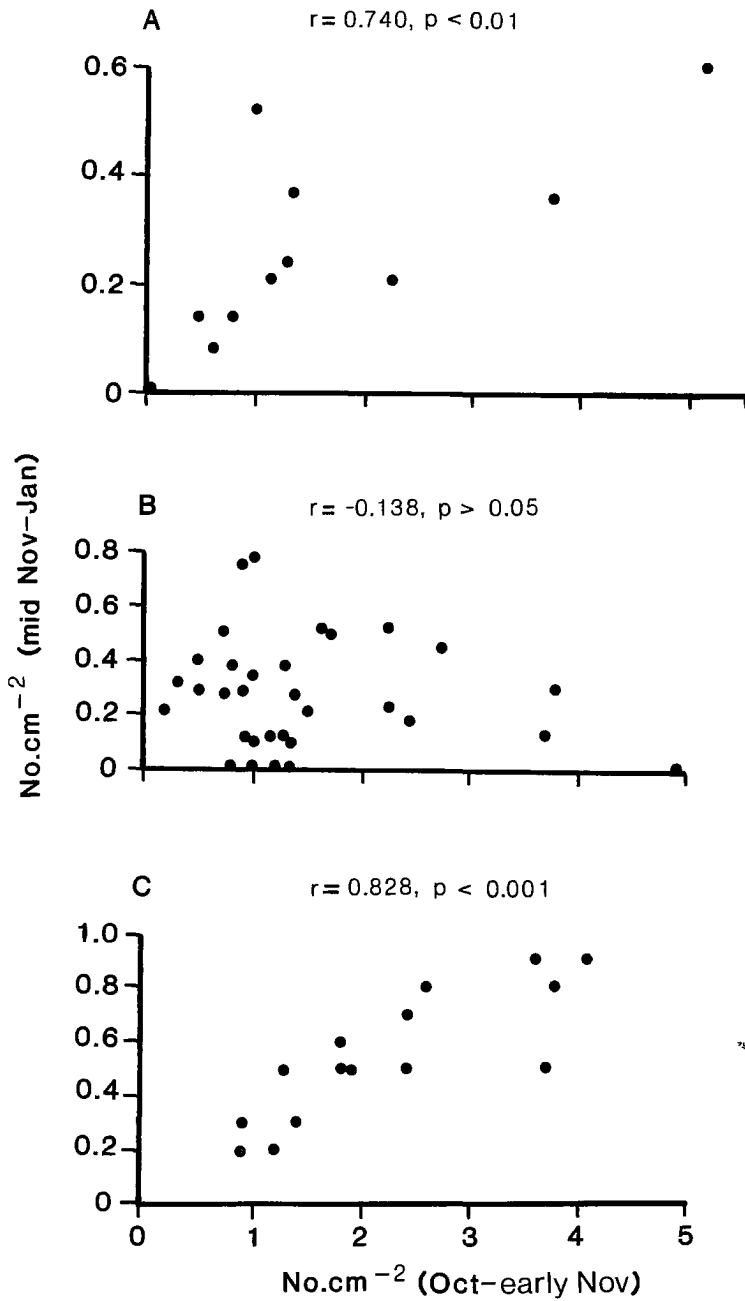 A
r= 0.740, p < 0.01
0.6
0.4
0.2
0
B
r= -0.138, p > 0.05
0.8
0.6
0.4
0.2
0
No.cm⁻² (mid Nov–Jan)
C
r= 0.828, p < 0.001
1.0
0.8
0.6
0.4
0.2
0
0 1 2 3 4 5
No.cm⁻² (Oct–early Nov)